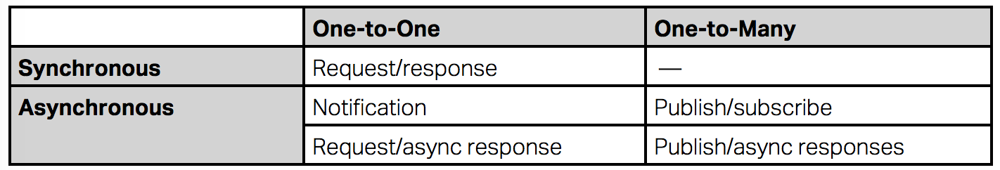 One-to-One One-to-Many
Synchronous Request/response —
Asynchronous Notification Publish/subscribe
Request/async response Publish/async responses